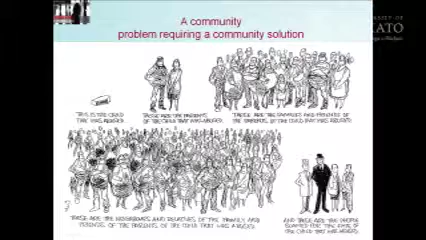 A community
problem requiring a community solution
THIS IS THE CHILD
THAT WAS ABUSED
THESE ARE THE PARENTS
OF THE CHILD THAT WAS ABUSED
THESE ARE THE FAMILIES AND FRIENDS OF
THE PARENTS OF THE CHILD THAT WAS ABUSED
THESE ARE THE NEIGHBOURS AND RELATIVES OF THE FAMILY AND
FRIENDS OF THE PARENTS OF THE CHILD THAT WAS ABUSED
AND THESE ARE THE PEOPLE
BLAMED FOR THE
OF THE CHILD THAT WAS ABUSED